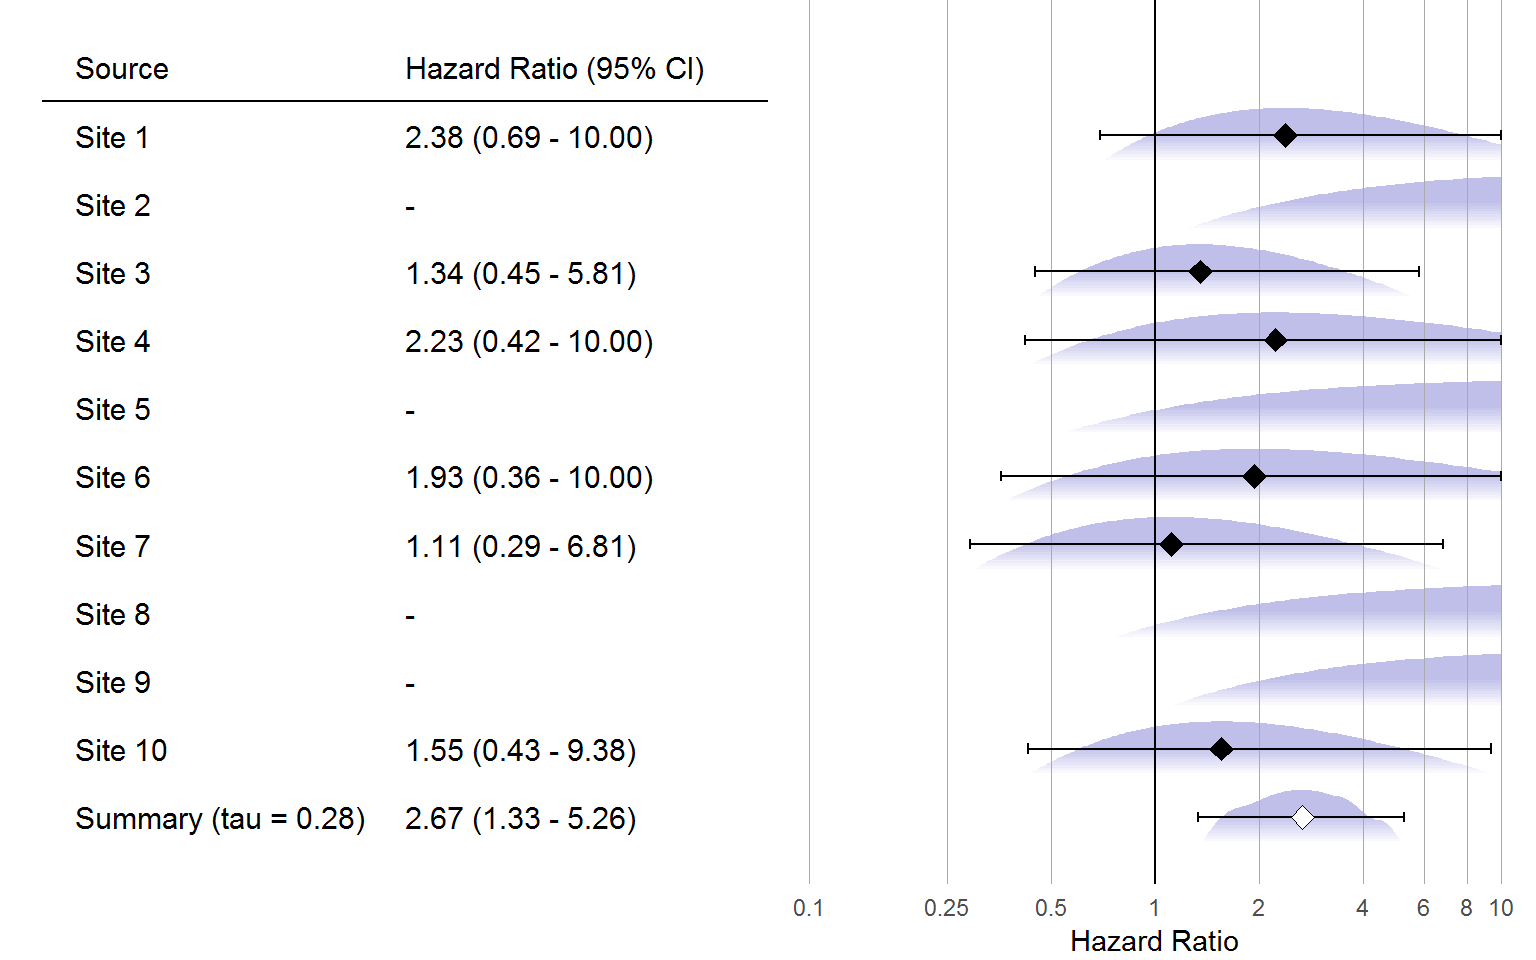 Source Hazard Ratio (95% CI)
Site 1 2.38 (0.69 - 10.00)
Site 2 -
Site 3 1.34 (0.45 - 5.81)
Site 4 2.23 (0.42 - 10.00)
Site 5 -
Site 6 1.93 (0.36 - 10.00)
Site 7 1.11 (0.29 - 6.81)
Site 8 -
Site 9 -
Site 10 1.55 (0.43 - 9.38)
Summary (tau = 0.28) 2.67 (1.33 - 5.26)
0.1 0.25 0.5 1 2 4 6 8 10
Hazard Ratio